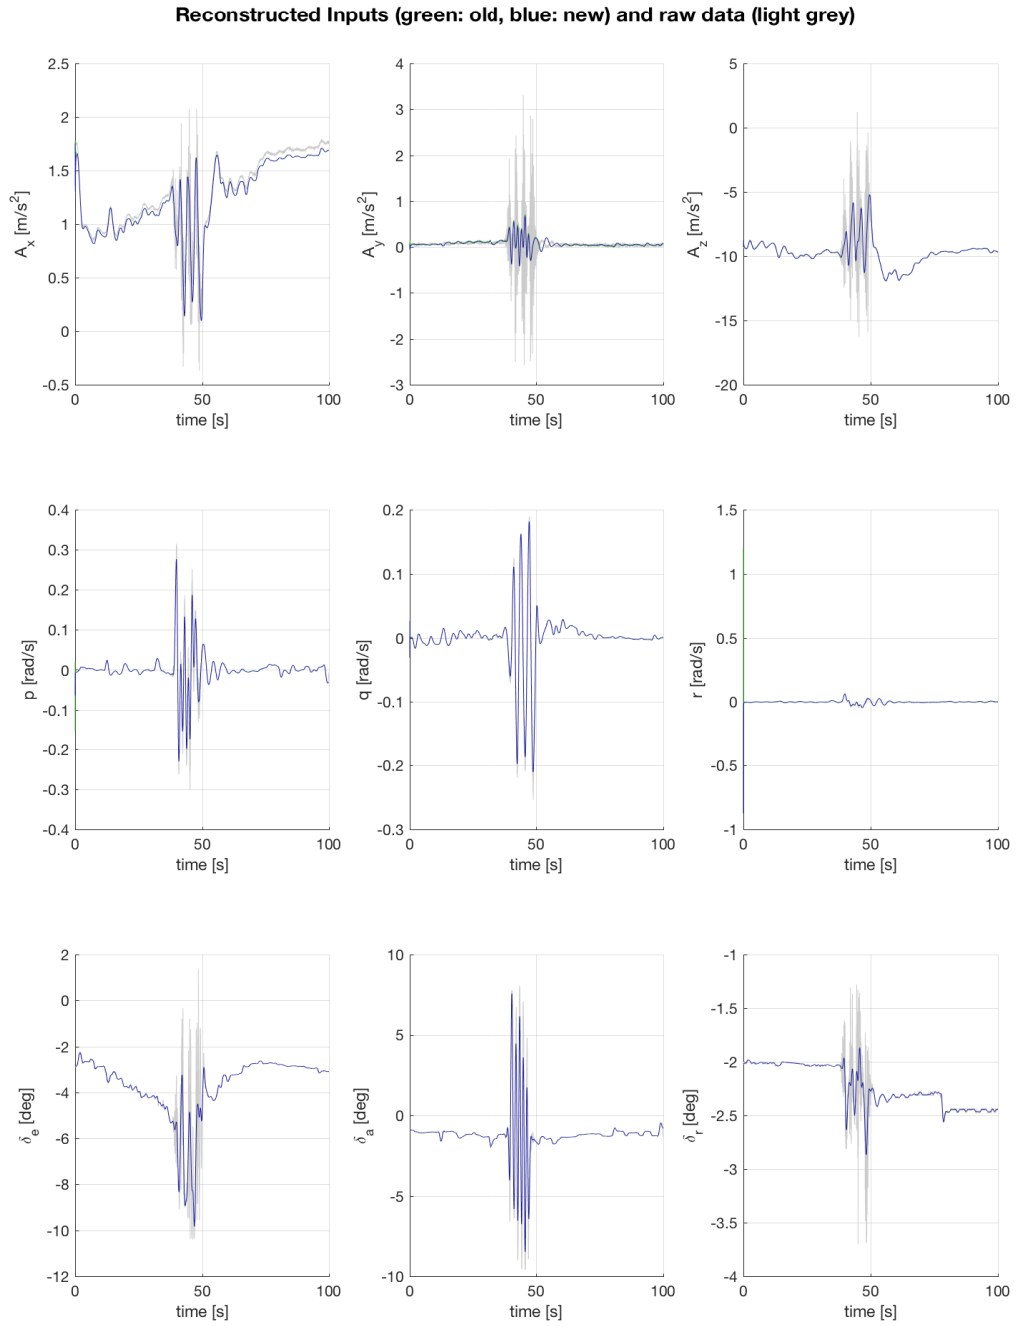 Reconstructed Inputs (green: old, blue: new) and raw data (light grey)
2.5
2
1.5
1
0.5
0
-0.5
A_x [m/s^2]
0 50 100
time [s]
4
3
2
1
0
-1
-2
-3
A_y [m/s^2]
0 50 100
time [s]
5
0
-5
-10
-15
-20
A_z [m/s^2]
0 50 100
time [s]
0.4
0.3
0.2
0.1
0
-0.1
-0.2
-0.3
-0.4
p [rad/s]
0 50 100
time [s]
0.2
0.1
0
-0.1
-0.2
-0.3
q [rad/s]
0 50 100
time [s]
1.5
1
0.5
0
-0.5
-1
r [rad/s]
0 50 100
time [s]
2
0
-2
-4
-6
-8
-10
-12
δ_e [deg]
0 50 100
time [s]
10
5
0
-5
-10
δ_a [deg]
0 50 100
time [s]
-1
-1.5
-2
-2.5
-3
-3.5
-4
δ_r [deg]
0 50 100
time [s]